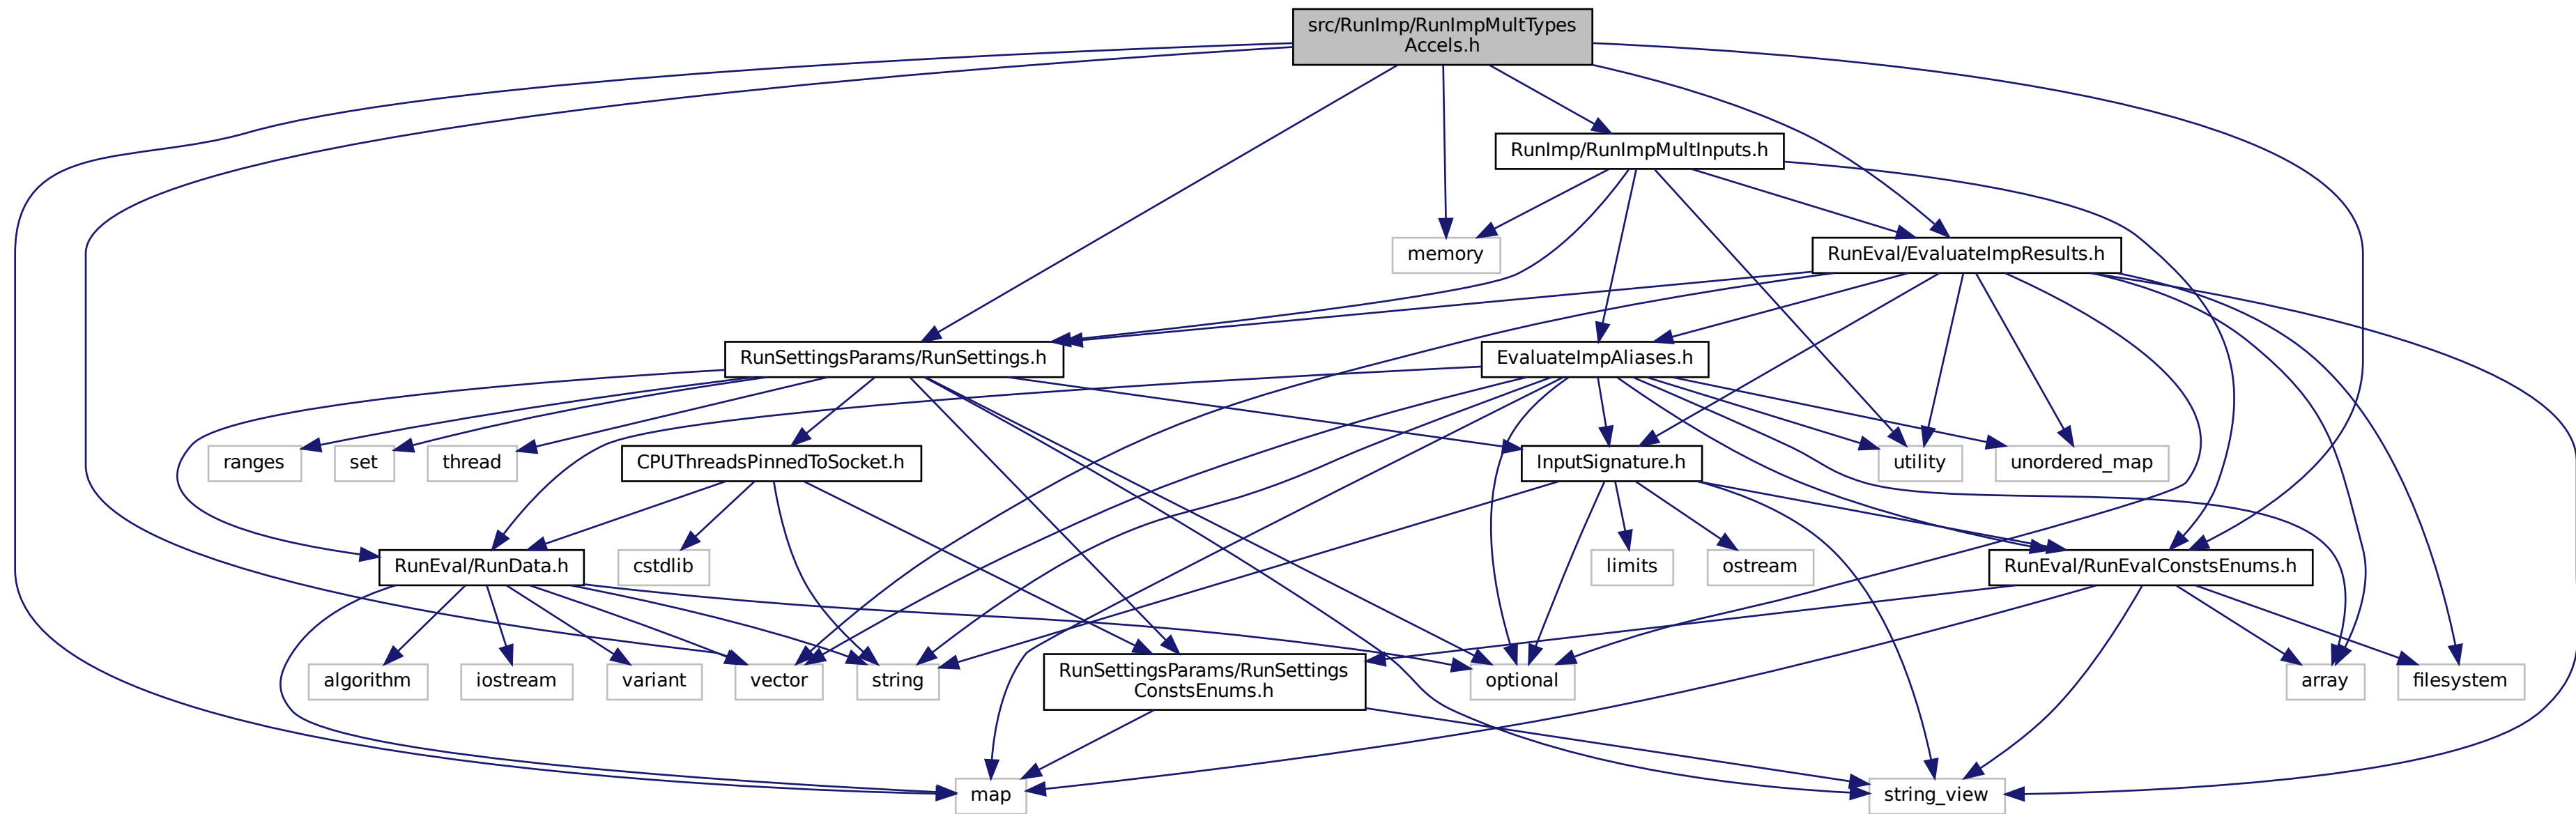 src/RunImp/RunImpMultTypes
Accels.h
RunImp/RunImpMultInputs.h
memory
RunEval/EvaluateImpResults.h
RunSettingsParams/RunSettings.h
EvaluateImpAliases.h
ranges
set
thread
CPUThreadsPinnedToSocket.h
InputSignature.h
utility
unordered_map
RunEval/RunData.h
cstdlib
limits
ostream
RunEval/RunEvalConstsEnums.h
algorithm
iostream
variant
vector
string
RunSettingsParams/RunSettings
ConstsEnums.h
optional
array
filesystem
map
string_view